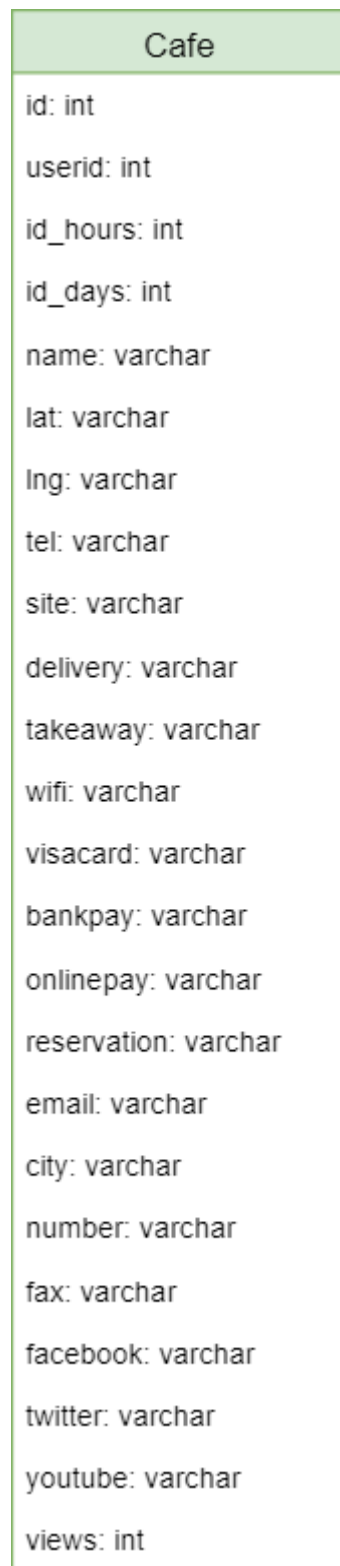 Cafe
id: int
userid: int
id_hours: int
id_days: int
name: varchar
lat: varchar
lng: varchar
tel: varchar
site: varchar
delivery: varchar
takeaway: varchar
wifi: varchar
visacard: varchar
bankpay: varchar
onlinepay: varchar
reservation: varchar
email: varchar
city: varchar
number: varchar
fax: varchar
facebook: varchar
twitter: varchar
youtube: varchar
views: int